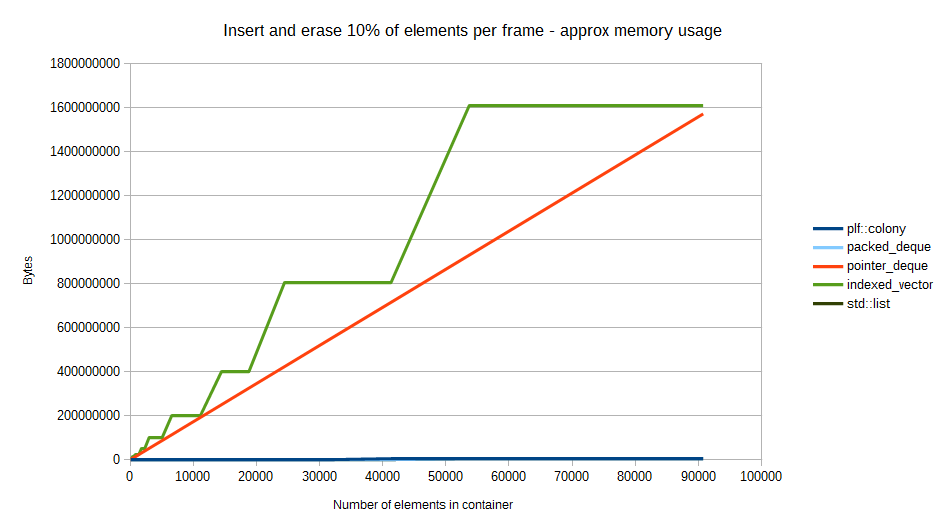 Insert and erase 10% of elements per frame - approx memory usage
1800000000
1600000000
1400000000
1200000000
1000000000
800000000
600000000
400000000
200000000
0
Bytes
0 10000 20000 30000 40000 50000 60000 70000 80000 90000 100000
Number of elements in container
plf::colony
packed_deque
pointer_deque
indexed_vector
std::list